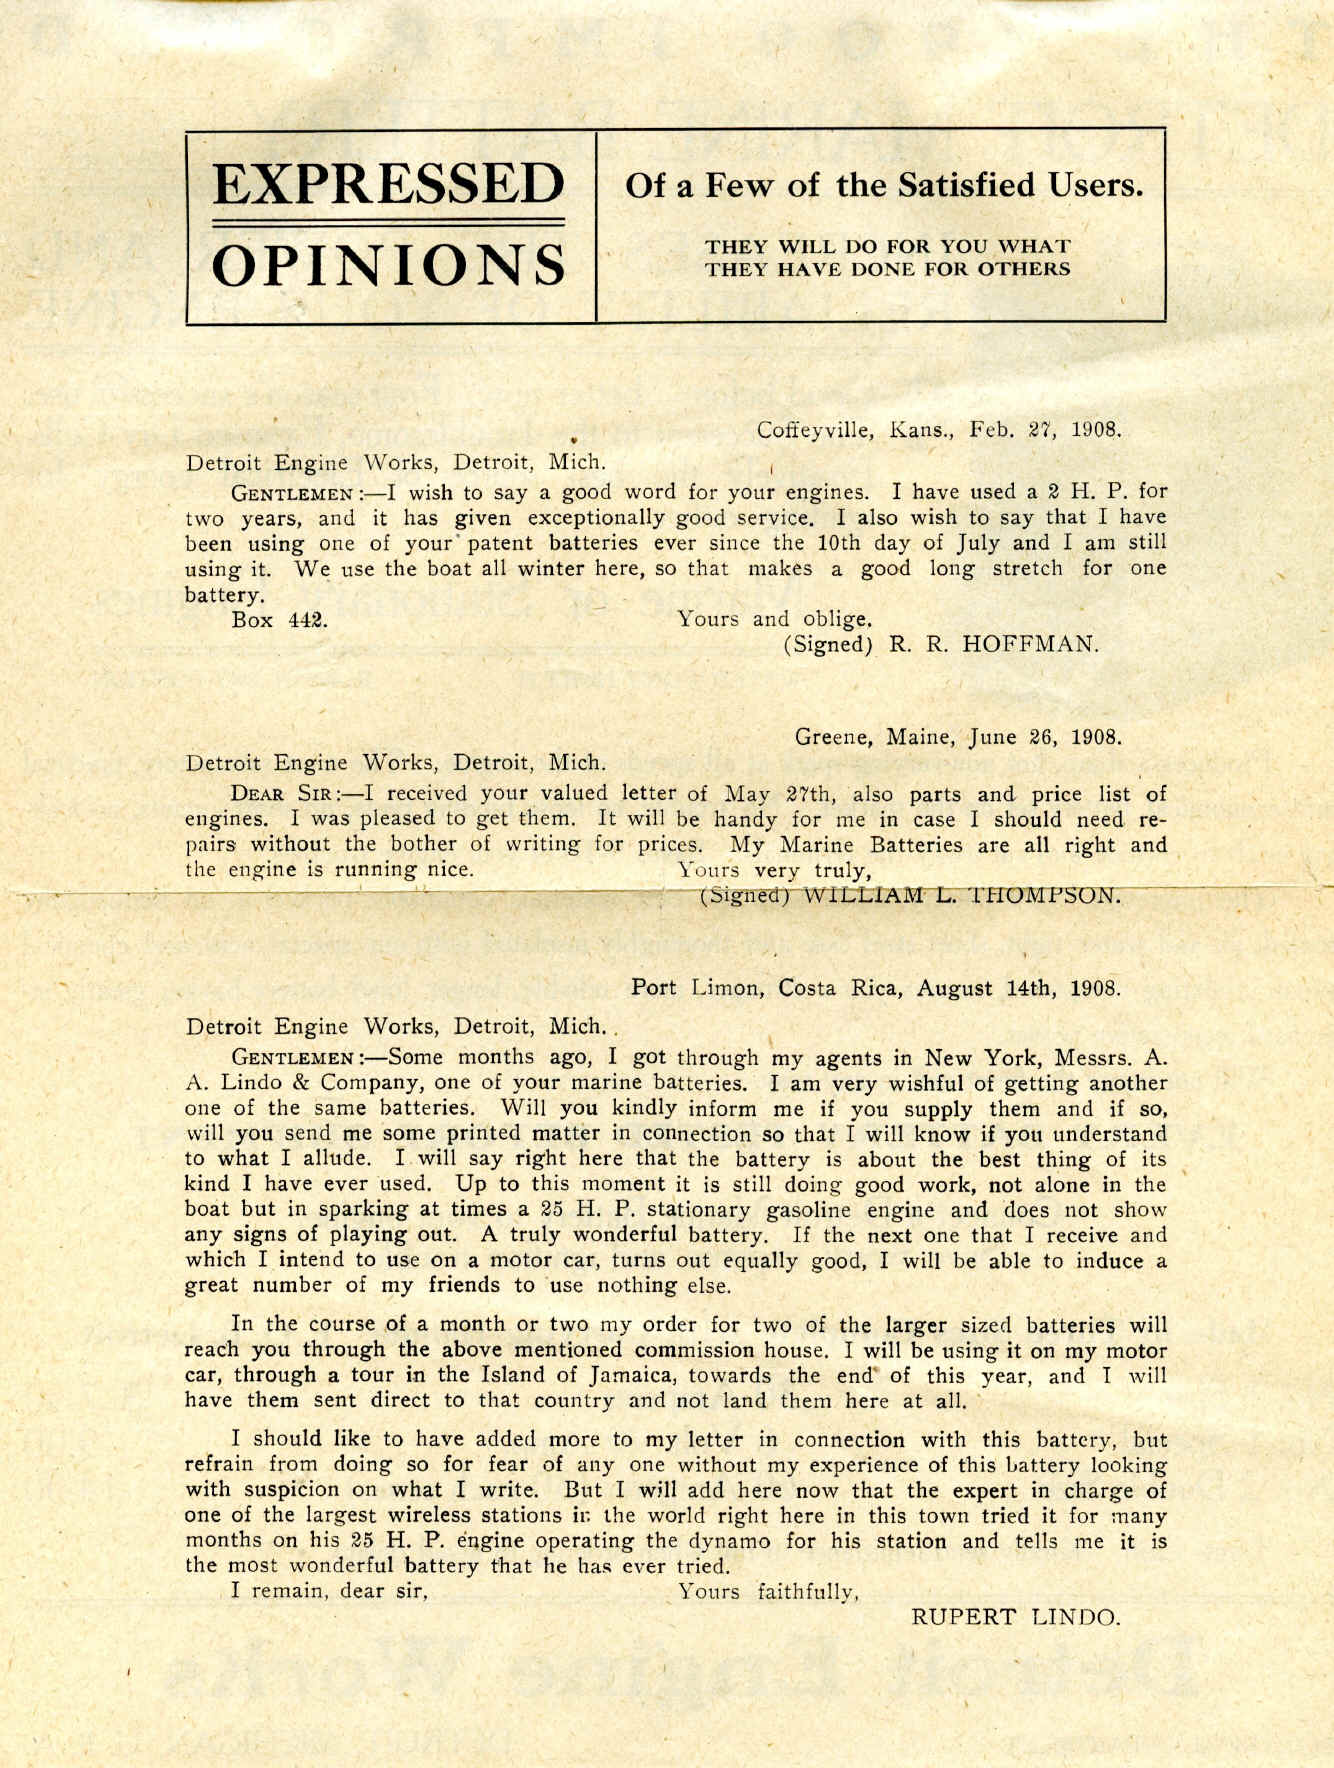 EXPRESSED
OPINIONS
Of a Few of the Satisfied Users.
THEY WILL DO FOR YOU WHAT
THEY HAVE DONE FOR OTHERS
Coffeyville, Kans., Feb. 27, 1908.
Detroit Engine Works, Detroit, Mich.
GENTLEMEN:—I wish to say a good word for your engines. I have used a 2 H. P. for
two years, and it has given exceptionally good service. I also wish to say that I have
been using one of your patent batteries ever since the 10th day of July and I am still
using it. We use the boat all winter here, so that makes a good long stretch for one
battery.
Box 442. Yours and oblige.
(Signed) R. R. HOFFMAN.
Greene, Maine, June 26, 1908.
Detroit Engine Works, Detroit, Mich.
DEAR SIR:—I received your valued letter of May 27th, also parts and price list of
engines. I was pleased to get them. It will be handy for me in case I should need re-
pairs without the bother of writing for prices. My Marine Batteries are all right and
the engine is running nice. Yours very truly,
(Signed) WILLIAM L. THOMPSON.
Port Limon, Costa Rica, August 14th, 1908.
Detroit Engine Works, Detroit, Mich.
GENTLEMEN:—Some months ago, I got through my agents in New York, Messrs. A.
A. Lindo & Company, one of your marine batteries. I am very wishful of getting another
one of the same batteries. Will you kindly inform me if you supply them and if so,
will you send me some printed matter in connection so that I will know if you understand
to what I allude. I will say right here that the battery is about the best thing of its
kind I have ever used. Up to this moment it is still doing good work, not alone in the
boat but in sparking at times a 25 H. P. stationary gasoline engine and does not show
any signs of playing out. A truly wonderful battery. If the next one that I receive and
which I intend to use on a motor car, turns out equally good, I will be able to induce a
great number of my friends to use nothing else.
In the course of a month or two my order for two of the larger sized batteries will
reach you through the above mentioned commission house. I will be using it on my motor
car, through a tour in the Island of Jamaica, towards the end of this year, and I will
have them sent direct to that country and not land them here at all.
I should like to have added more to my letter in connection with this battery, but
refrain from doing so for fear of any one without my experience of this battery looking
with suspicion on what I write. But I will add here now that the expert in charge of
one of the largest wireless stations in the world right here in this town tried it for many
months on his 25 H. P. engine operating the dynamo for his station and tells me it is
the most wonderful battery that he has ever tried.
I remain, dear sir, Yours faithfully,
RUPERT LINDO.